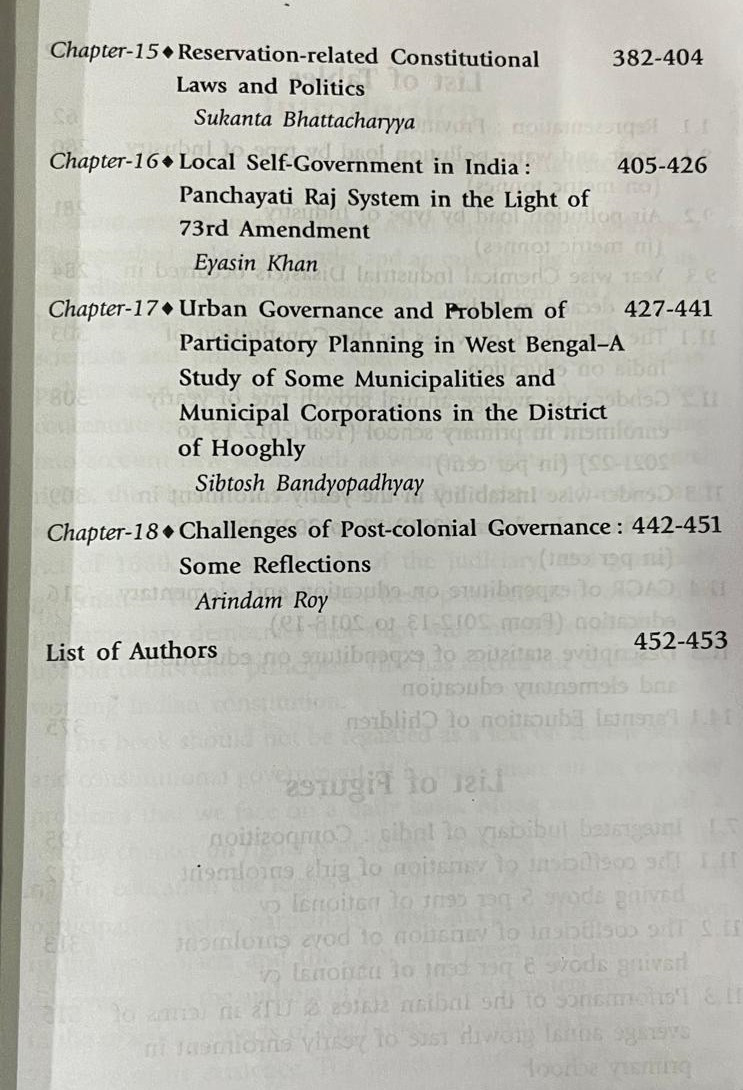 Chapter-15◆Reservation-related Constitutional 382-404
Laws and Politics
Sukanta Bhattacharyya
Chapter-16◆Local Self-Government in India : 405-426
Panchayati Raj System in the Light of
73rd Amendment
Eyasin Khan
Chapter-17◆Urban Governance and Problem of 427-441
Participatory Planning in West Bengal–A
Study of Some Municipalities and
Municipal Corporations in the District
of Hooghly
Sibtosh Bandyopadhyay
Chapter-18◆Challenges of Post-colonial Governance : 442-451
Some Reflections
Arindam Roy
List of Authors 452-453